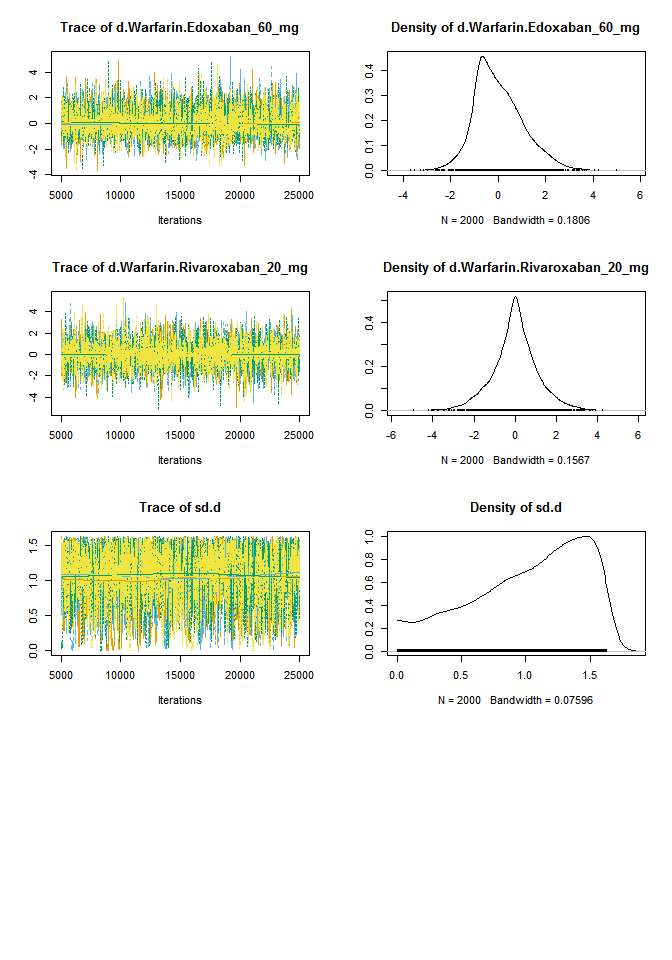 Trace of d.Warfarin.Edoxaban_60_mg
4
2
0
-2
-4
5000 10000 15000 20000 25000
Iterations
Density of d.Warfarin.Edoxaban_60_mg
0.4
0.3
0.2
0.1
0.0
-4 -2 0 2 4 6
N = 2000 Bandwidth = 0.1806
Trace of d.Warfarin.Rivaroxaban_20_mg
4
2
0
-2
-4
5000 10000 15000 20000 25000
Iterations
Density of d.Warfarin.Rivaroxaban_20_mg
0.4
0.2
0.0
-6 -4 -2 0 2 4 6
N = 2000 Bandwidth = 0.1567
Trace of sd.d
1.5
1.0
0.5
0.0
5000 10000 15000 20000 25000
Iterations
Density of sd.d
1.0
0.8
0.6
0.4
0.2
0.0
0.0 0.5 1.0 1.5
N = 2000 Bandwidth = 0.07596